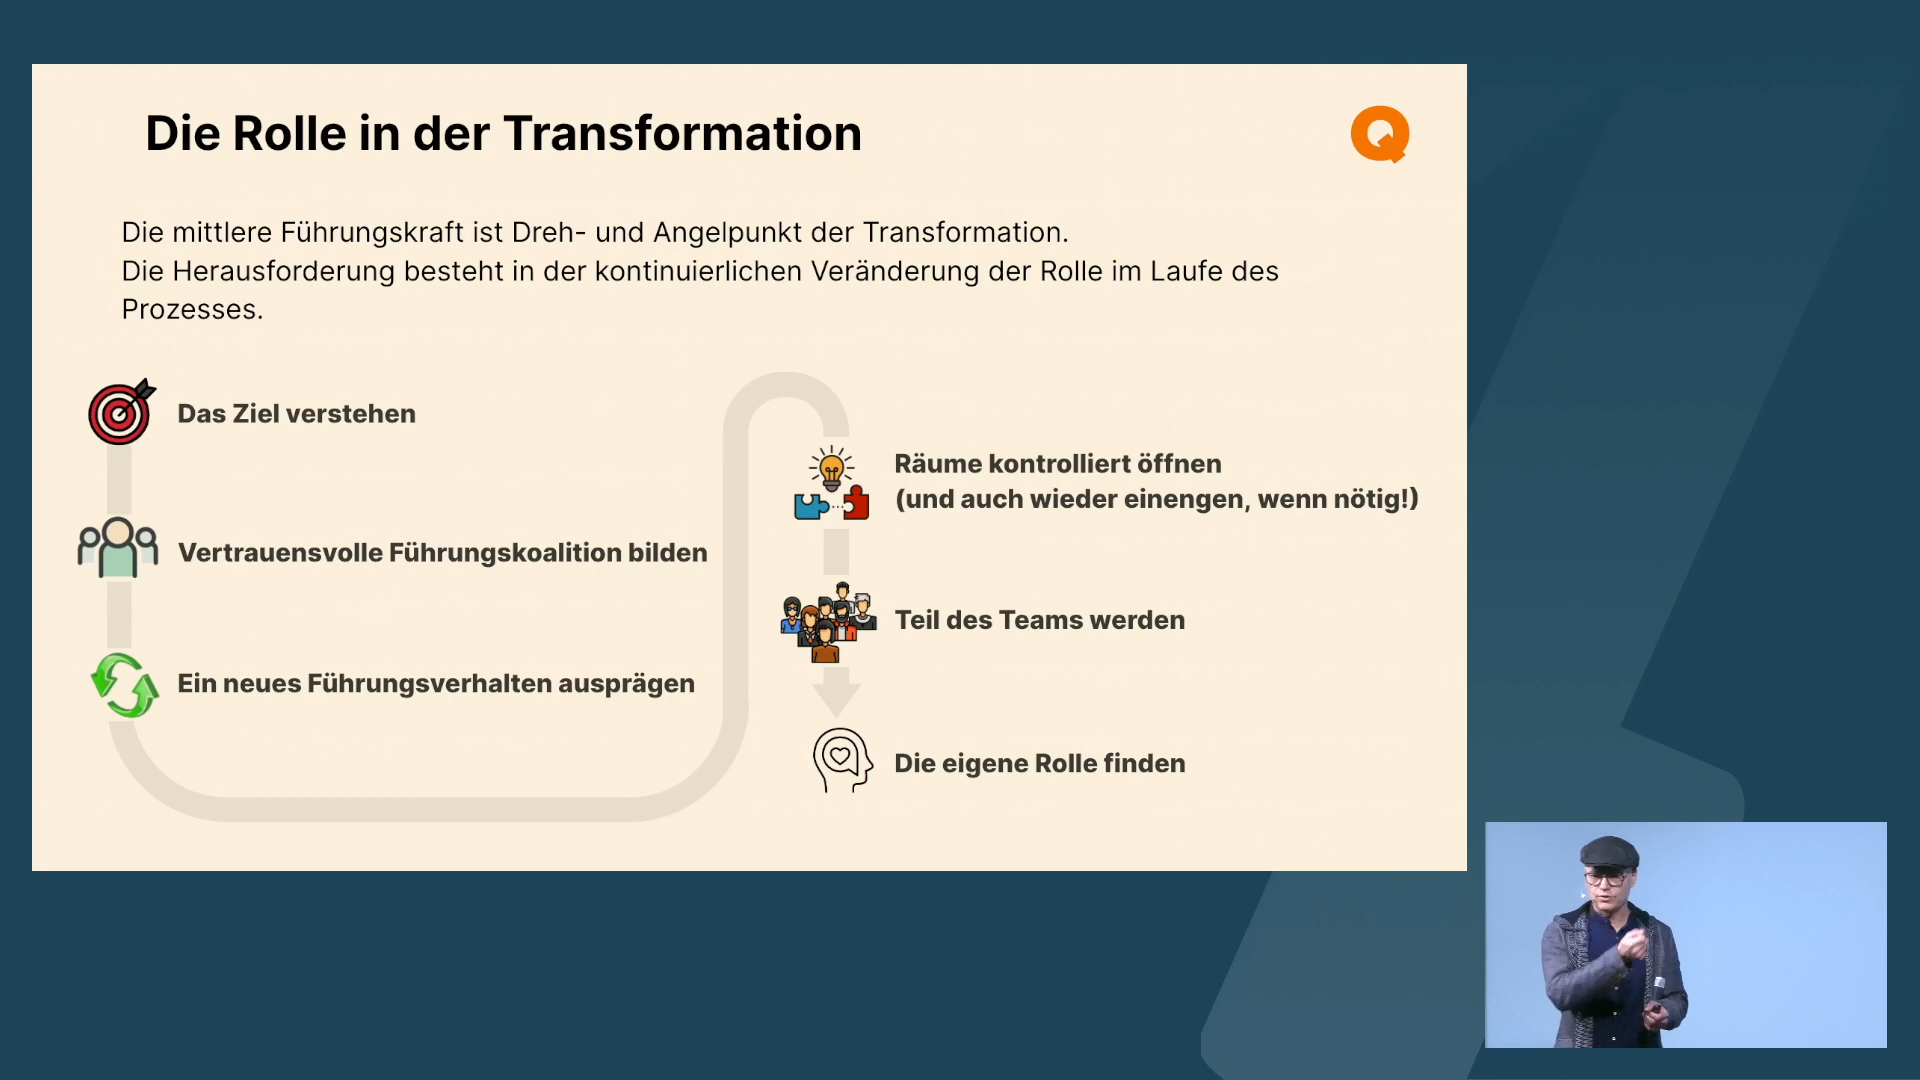 Die Rolle in der Transformation
Q
Die mittlere Führungskraft ist Dreh- und Angelpunkt der Transformation.
Die Herausforderung besteht in der kontinuierlichen Veränderung der Rolle im Laufe des
Prozesses.
Das Ziel verstehen
Vertrauensvolle Führungskoalition bilden
Ein neues Führungsverhalten ausprägen
Räume kontrolliert öffnen
(und auch wieder einengen, wenn nötig!)
Teil des Teams werden
Die eigene Rolle finden